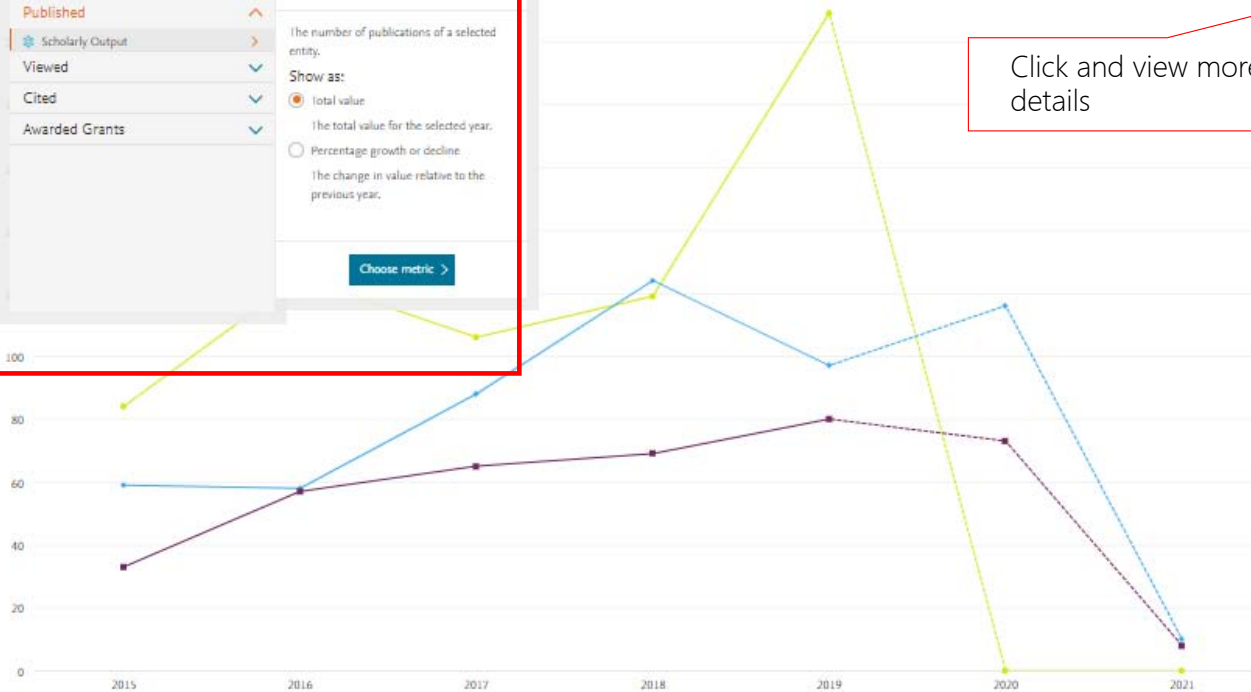 Published
Scholarly Output
Viewed
Cited
Awarded Grants
The number of publications of a selected
entity.
Show as:
Total value
The total value for the selected year.
Percentage growth or decline
The change in value relative to the
previous year.
Choose metric
Click and view more
details
100
80
60
40
20
0
2015
2016
2017
2018
2019
2020
2021